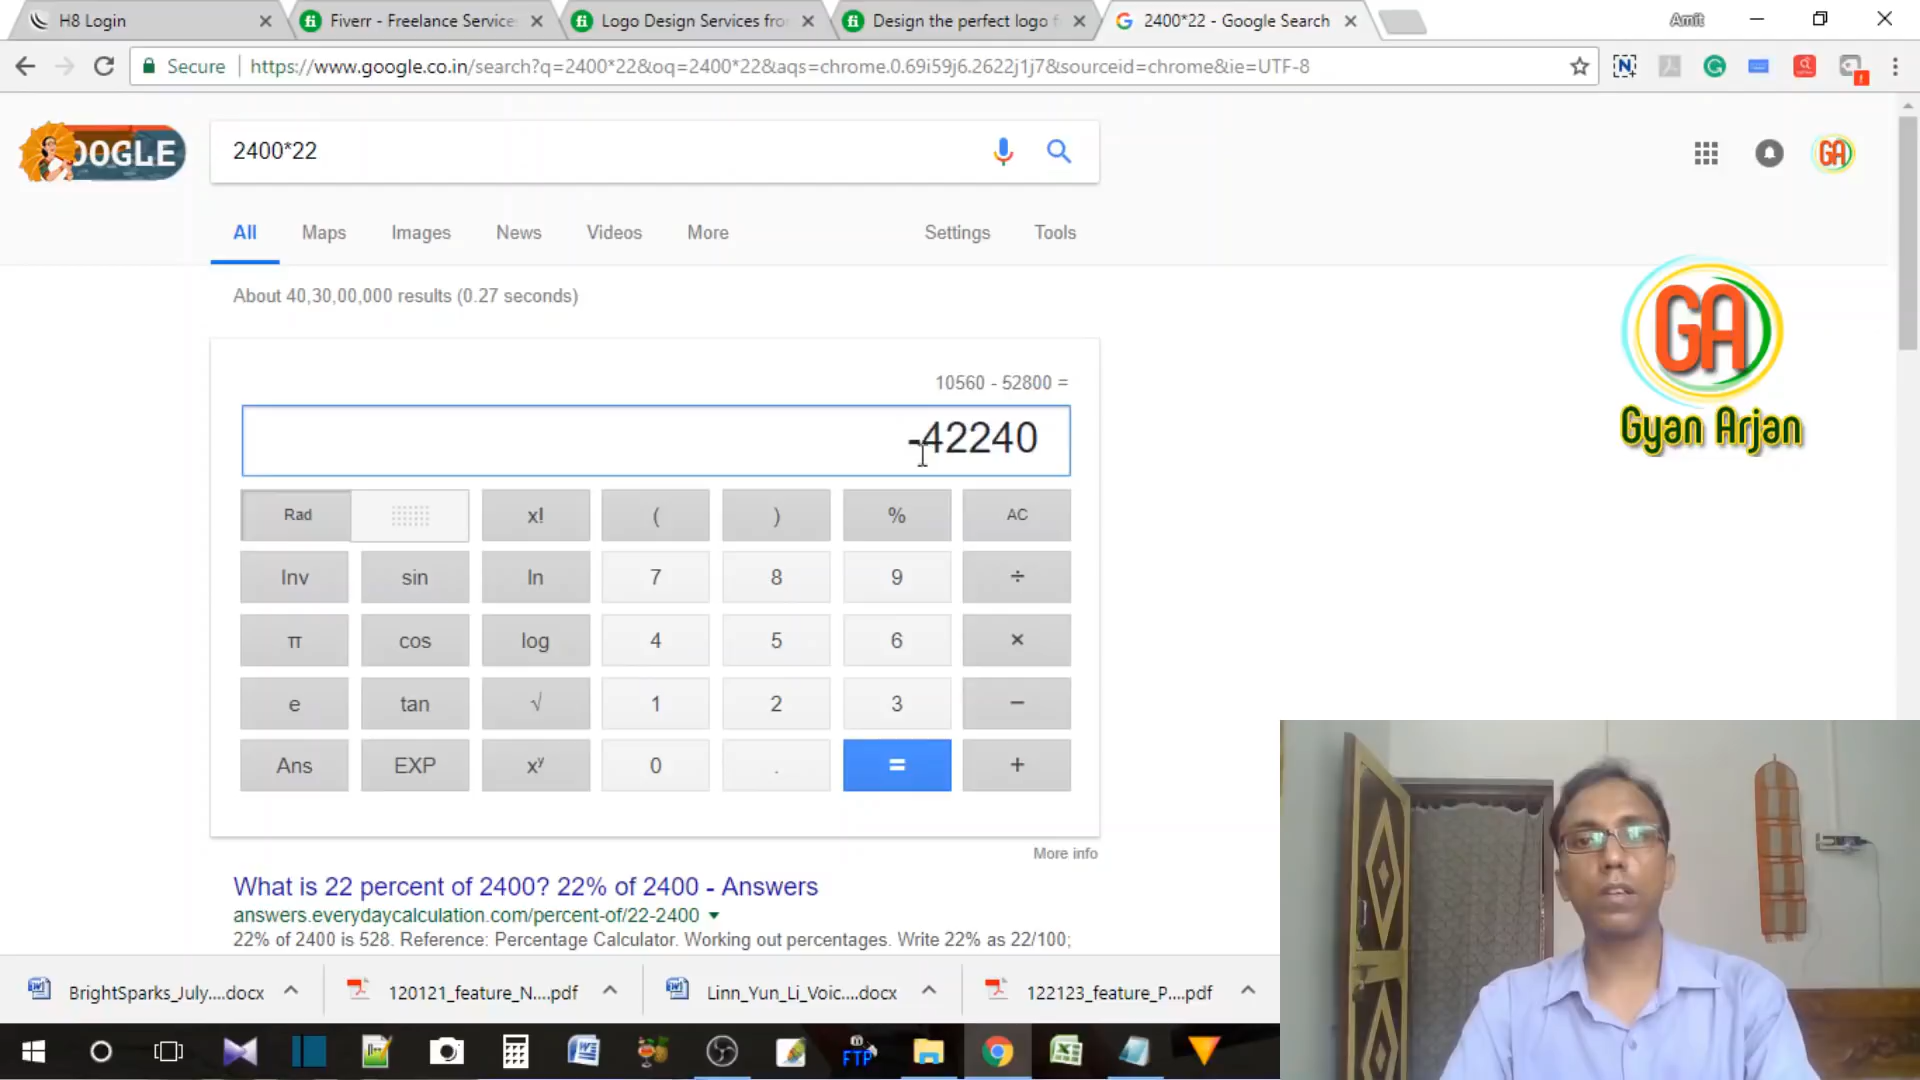 H8 Login
Fiverr - Freelance Service
Logo Design Services fro
Design the perfect logo f
2400*22 - Google Search
Amit
Secure
https://www.google.co.in/search?q=2400*22&oq=2400*22&aqs=chrome.0.69i59j6.2622j1j7&sourceid=chrome&ie=UTF-8
OOGLE
2400*22
GA
All
Maps
Images
News
Videos
More
Settings
Tools
About 40,30,00,000 results (0.27 seconds)
GA
Gyan Arjan
10560 - 52800 =
-42240
Rad
x!
(
)
%
AC
Inv
sin
ln
7
8
9
÷
π
cos
log
4
5
6
×
e
tan
√
1
2
3
−
Ans
EXP
xʸ
0
.
=
+
More info
What is 22 percent of 2400? 22% of 2400 - Answers
answers.everydaycalculation.com/percent-of/22-2400
22% of 2400 is 528. Reference: Percentage Calculator. Working out percentages. Write 22% as 22/100;
BrightSparks_July....docx
120121_feature_N....pdf
Linn_Yun_Li_Voic....docx
122123_feature_P....pdf
FTP